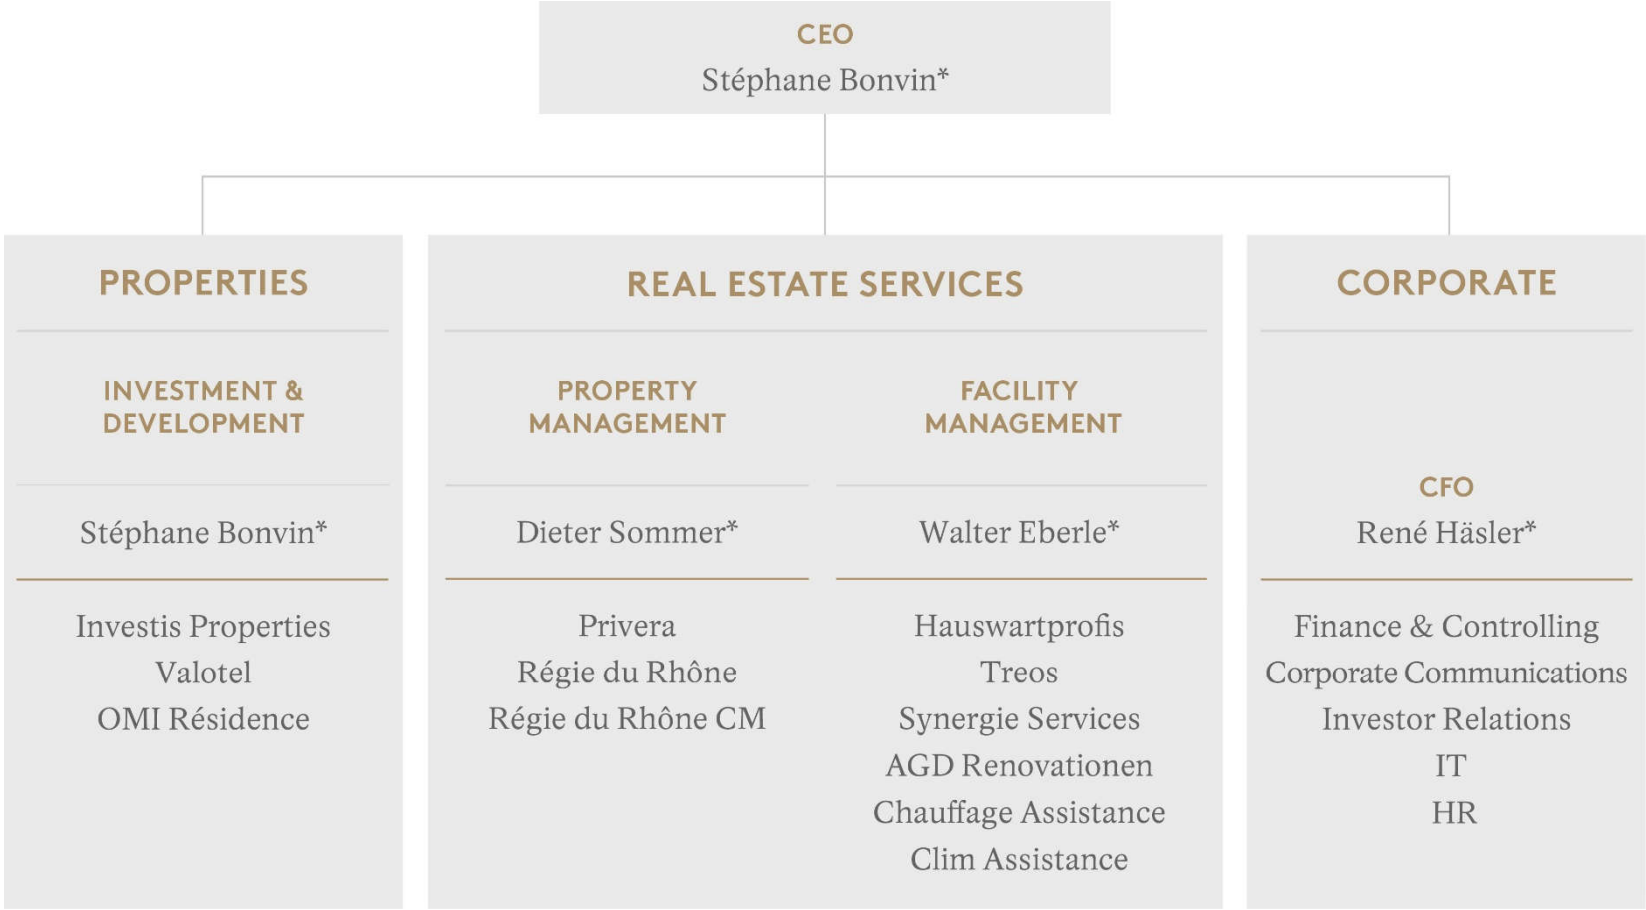 CEO
Stéphane Bonvin*
PROPERTIES
INVESTMENT &
DEVELOPMENT
Stéphane Bonvin*
Investis Properties
Valotel
OMI Résidence
REAL ESTATE SERVICES
PROPERTY
MANAGEMENT
Dieter Sommer*
Privera
Régie du Rhône
Régie du Rhône CM
FACILITY
MANAGEMENT
Walter Eberle*
Hauswartprofis
Treos
Synergie Services
AGD Renovationen
Chauffage Assistance
Clim Assistance
CORPORATE
CFO
René Häsler*
Finance & Controlling
Corporate Communications
Investor Relations
IT
HR